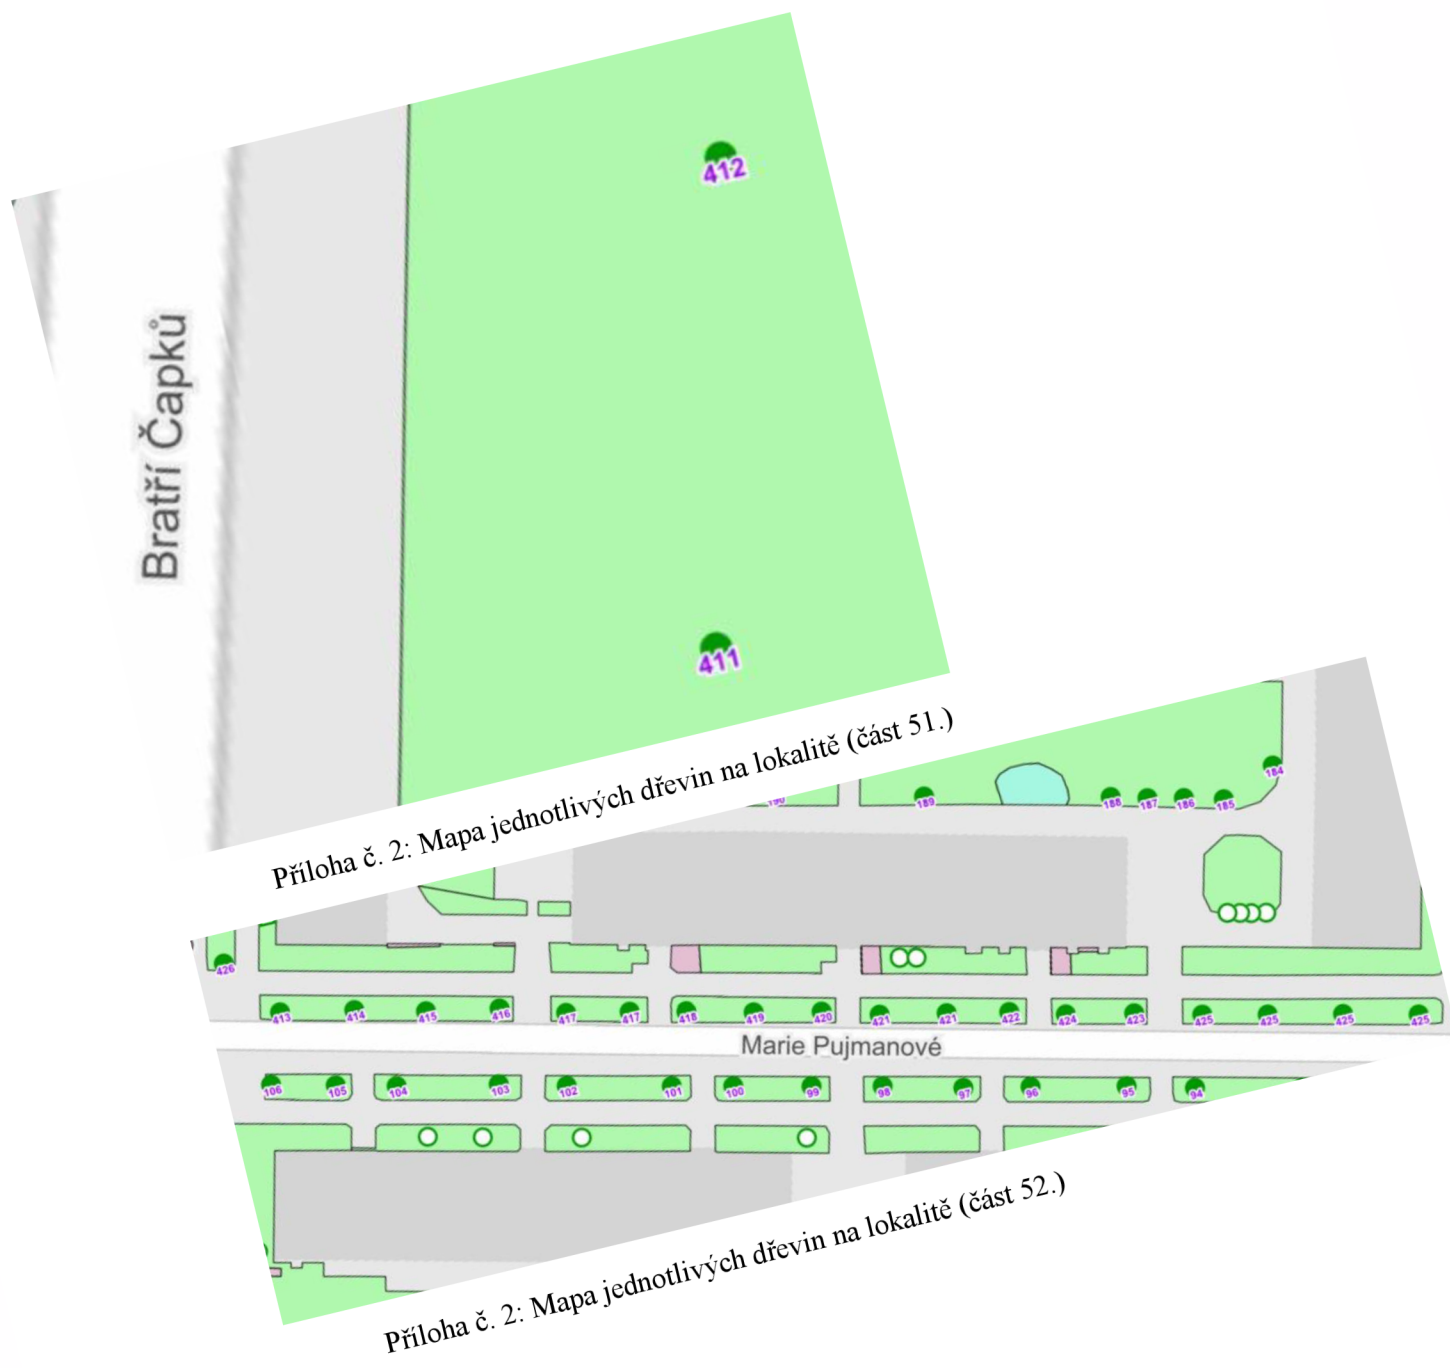 412
Bratří Čapků
411
Příloha č. 2: Mapa jednotlivých dřevin na lokalitě (část 51.)
184
190 189 188 187 186 185
426
413 414 415 416 417 417 418 419 420 421 421 422 424 423 425 425 425 425
Marie Pujmanové
106 105 104 103 102 101 100 99 98 97 96 95 94
Příloha č. 2: Mapa jednotlivých dřevin na lokalitě (část 52.)